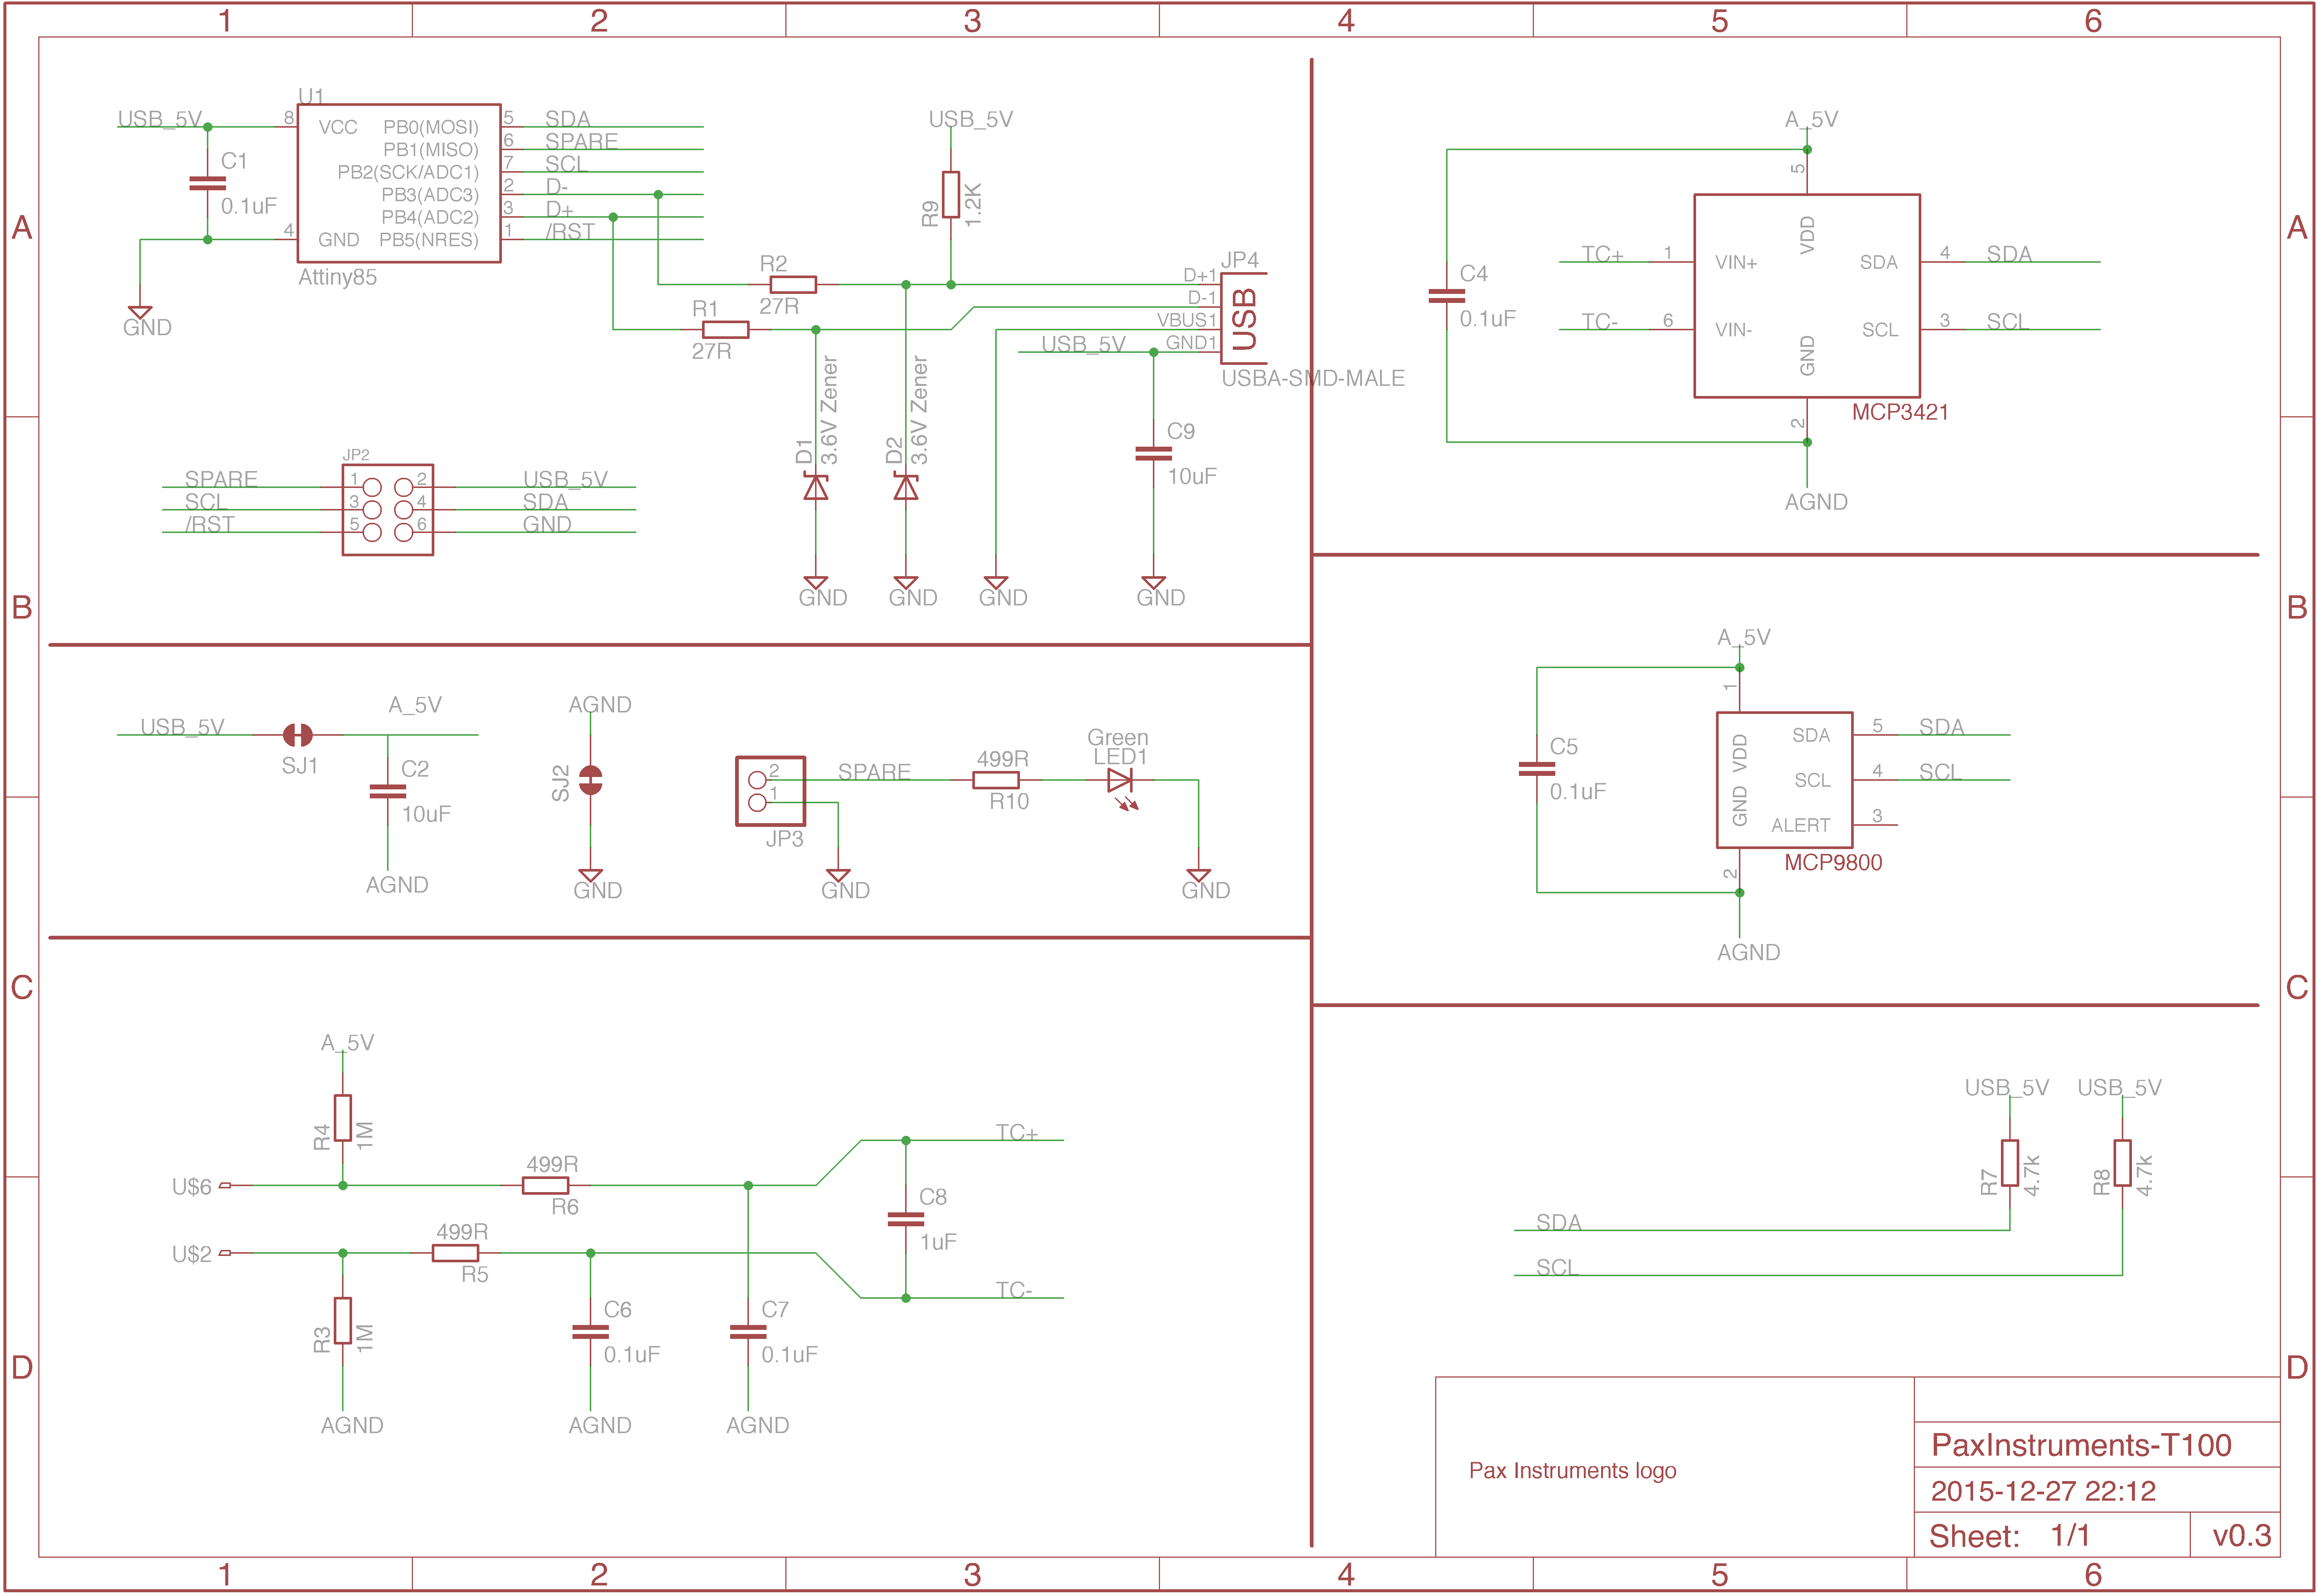 1 2 3 4 5 6
A
B
C
D
A
B
C
D
1 2 3 4 5 6
U1
USB_5V
8 VCC
PB0(MOSI) 5 SDA
PB1(MISO) 6 SPARE
PB2(SCK/ADC1) 7 SCL
PB3(ADC3) 2 D-
PB4(ADC2) 3 D+
4 GND PB5(NRES) 1 /RST
Attiny85
C1
0.1uF
GND
USB_5V
R9
1.2K
R2
27R
R1
27R
JP4
D+1
D-1
VBUS1
USB_5V GND1
USB
USBA-SMD-MALE
D1
3.6V Zener
D2
3.6V Zener
C9
10uF
GND GND GND GND
JP2
SPARE 1 2 USB_5V
SCL 3 4 SDA
/RST 5 6 GND
USB_5V
SJ1
A_5V
C2
10uF
AGND
AGND
SJ2
GND
2 SPARE
1
JP3
GND
499R
R10
Green
LED1
GND
A_5V
R4
1M
U$6
499R
R6
U$2
499R
R5
R3
1M
AGND
C6
0.1uF
AGND
C7
0.1uF
AGND
TC+
C8
1uF
TC-
A_5V
5
C4
0.1uF
TC+ 1 VIN+
VDD
SDA 4 SDA
TC- 6 VIN-
GND
SCL 3 SCL
2
MCP3421
AGND
A_5V
1
C5
0.1uF
VDD
GND
SDA 5 SDA
SCL 4 SCL
ALERT 3
2
MCP9800
AGND
USB_5V USB_5V
R7
4.7k
R8
4.7k
SDA
SCL
Pax Instruments logo
PaxInstruments-T100
2015-12-27 22:12
Sheet: 1/1 v0.3